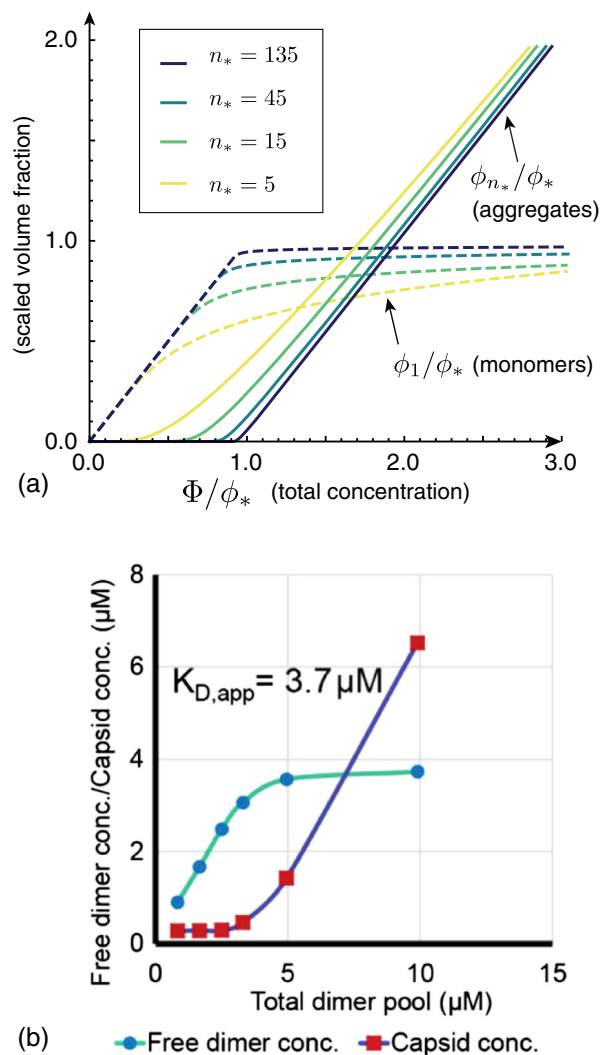 2.0
1.0
0.0
(scaled volume fraction)
n* = 135
n* = 45
n* = 15
n* = 5
ϕn*/ϕ*
(aggregates)
ϕ1/ϕ* (monomers)
0.0 1.0 2.0 3.0
(a) Φ/ϕ* (total concentration)
8
6
4
2
0
Free dimer conc./Capsid conc. (μM)
KD,app = 3.7 μM
0 5 10 15
Total dimer pool (μM)
(b) Free dimer conc. Capsid conc.